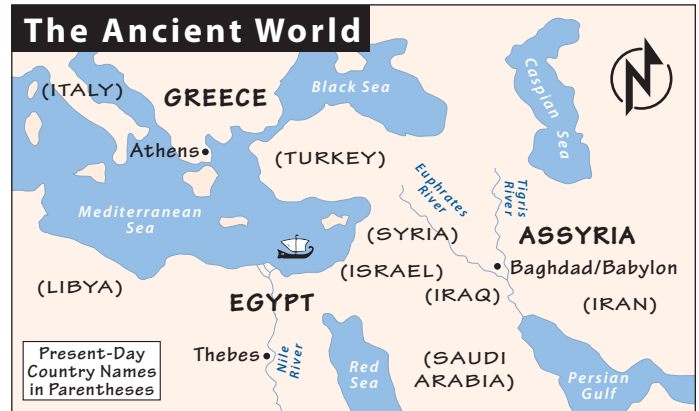 The Ancient World
(ITALY)
GREECE
Black Sea
Caspian
Sea
N
Athens
(TURKEY)
Euphrates
River
Tigris
River
Mediterranean
Sea
(SYRIA)
ASSYRIA
(ISRAEL)
Baghdad/Babylon
(LIBYA)
EGYPT
(IRAQ)
(IRAN)
Present-Day
Country Names
in Parentheses
Thebes
Nile
River
Red
Sea
(SAUDI
ARABIA)
Persian
Gulf